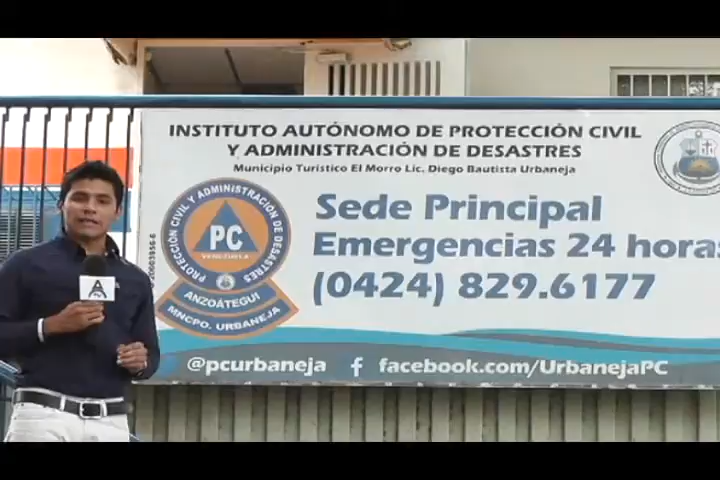 INSTITUTO AUTÓNOMO DE PROTECCIÓN CIVIL
Y ADMINISTRACIÓN DE DESASTRES
Municipio Turístico El Morro Lic. Diego Bautista Urbaneja
PROTECCIÓN CIVIL Y ADMINISTRACIÓN DE DESASTRES
PC
VENEZUELA
ANZOÁTEGUI
MNCPO. URBANEJA
Sede Principal
Emergencias 24 horas
(0424) 829.6177
@pcurbaneja f facebook.com/UrbanejaPC
A